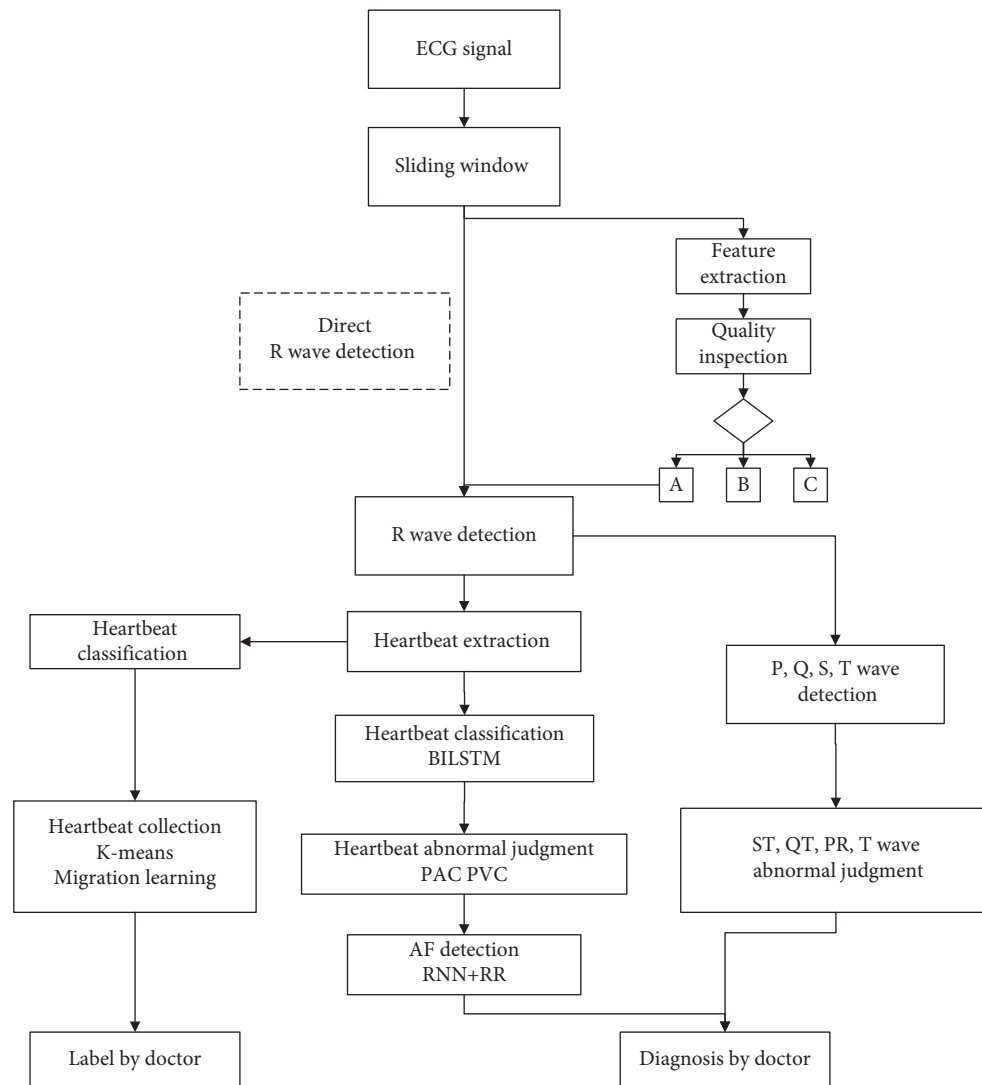 ECG signal
Sliding window
Feature
extraction
Direct
R wave detection
Quality
inspection
A
B
C
R wave detection
Heartbeat
classification
Heartbeat extraction
P, Q, S, T wave
detection
Heartbeat classification
BILSTM
Heartbeat collection
K-means
Migration learning
Heartbeat abnormal judgment
PAC PVC
ST, QT, PR, T wave
abnormal judgment
AF detection
RNN+RR
Label by doctor
Diagnosis by doctor